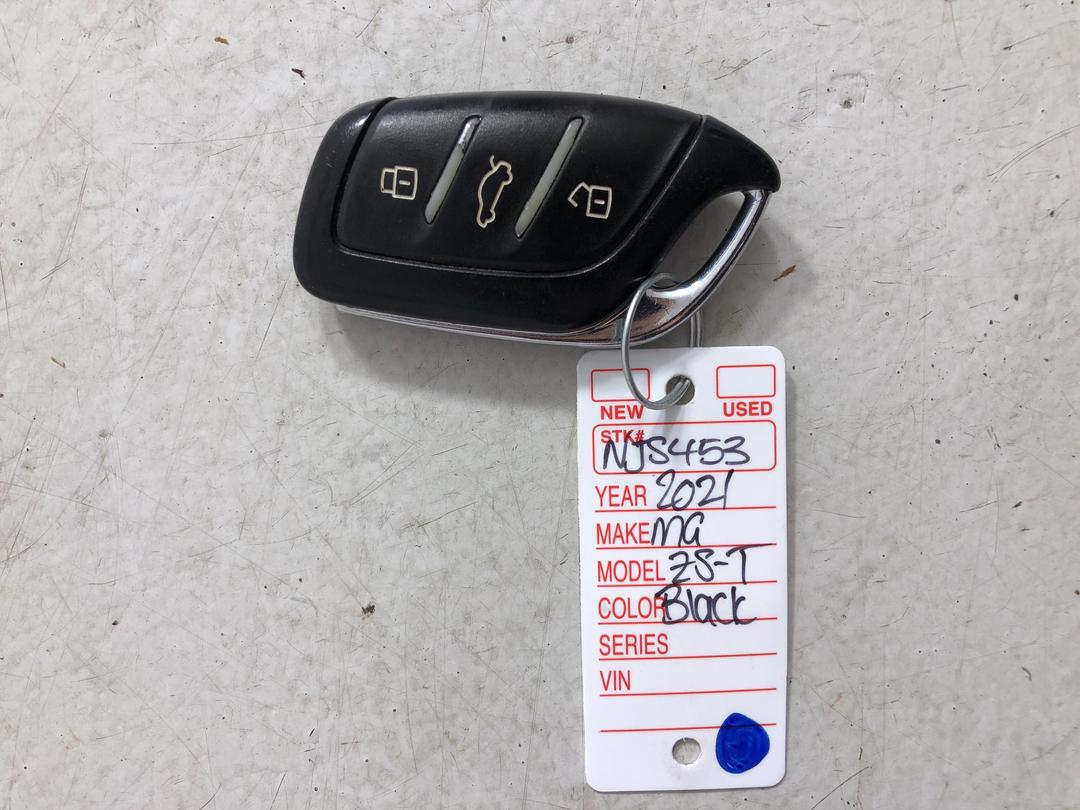 NEW USED
STK#
NJS453
YEAR 2021
MAKE MG
MODEL ZS-T
COLOR Black
SERIES
VIN